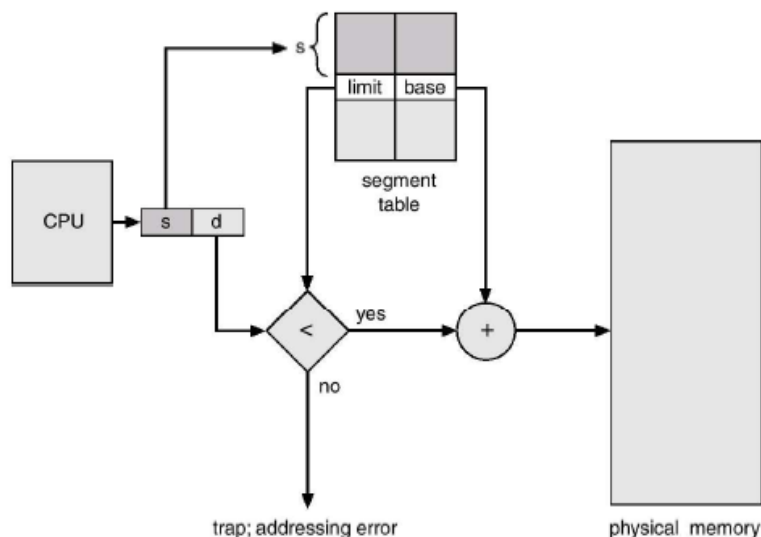 s
limit base
segment
table
CPU
s d
<
yes
+
no
trap; addressing error
physical memory